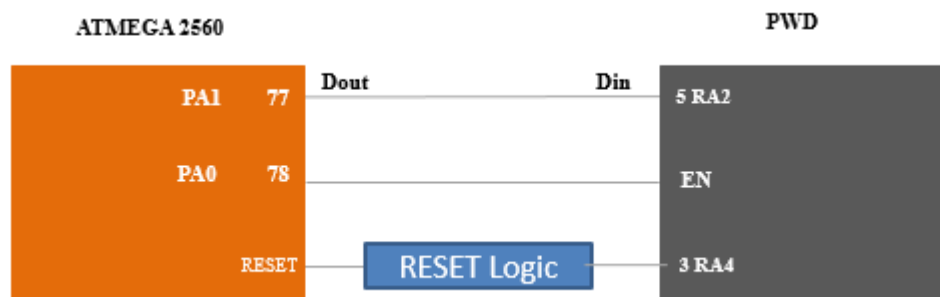 ATMEGA 2560
PWD
PA1 77 Dout Din 5 RA2
PA0 78 EN
RESET RESET Logic 3 RA4